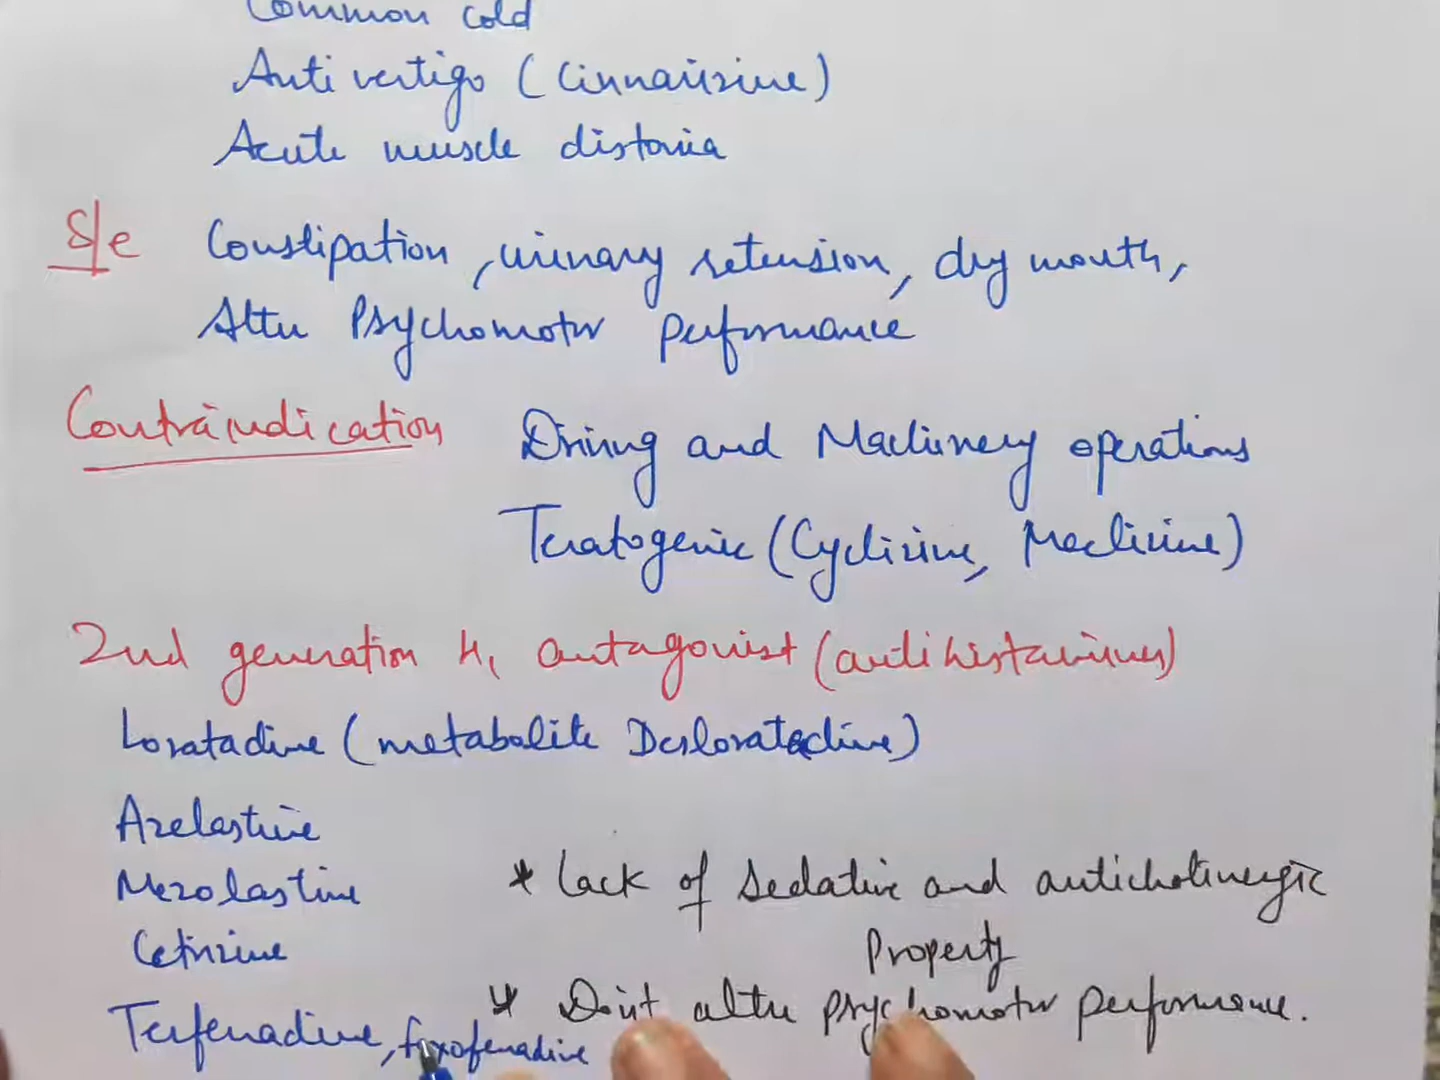 Common cold
Anti vertigo (Cinnarizine)
Acute muscle distonia
S/e Constipation, urinary retension, dry mouth,
Alter Psychomotor performance
Contraindication Driving and Machinery operations
Teratogenic (Cyclizine, Meclizine)
2nd generation H1 antagonist (antihistamines)
Loratadine (metabolite Desloratadine)
Azelastine
Mezolastine
* Lack of sedative and anticholinergic
Property
Cetirizine
* Don't alter psychomotor performance.
Terfenadine, fexofenadine